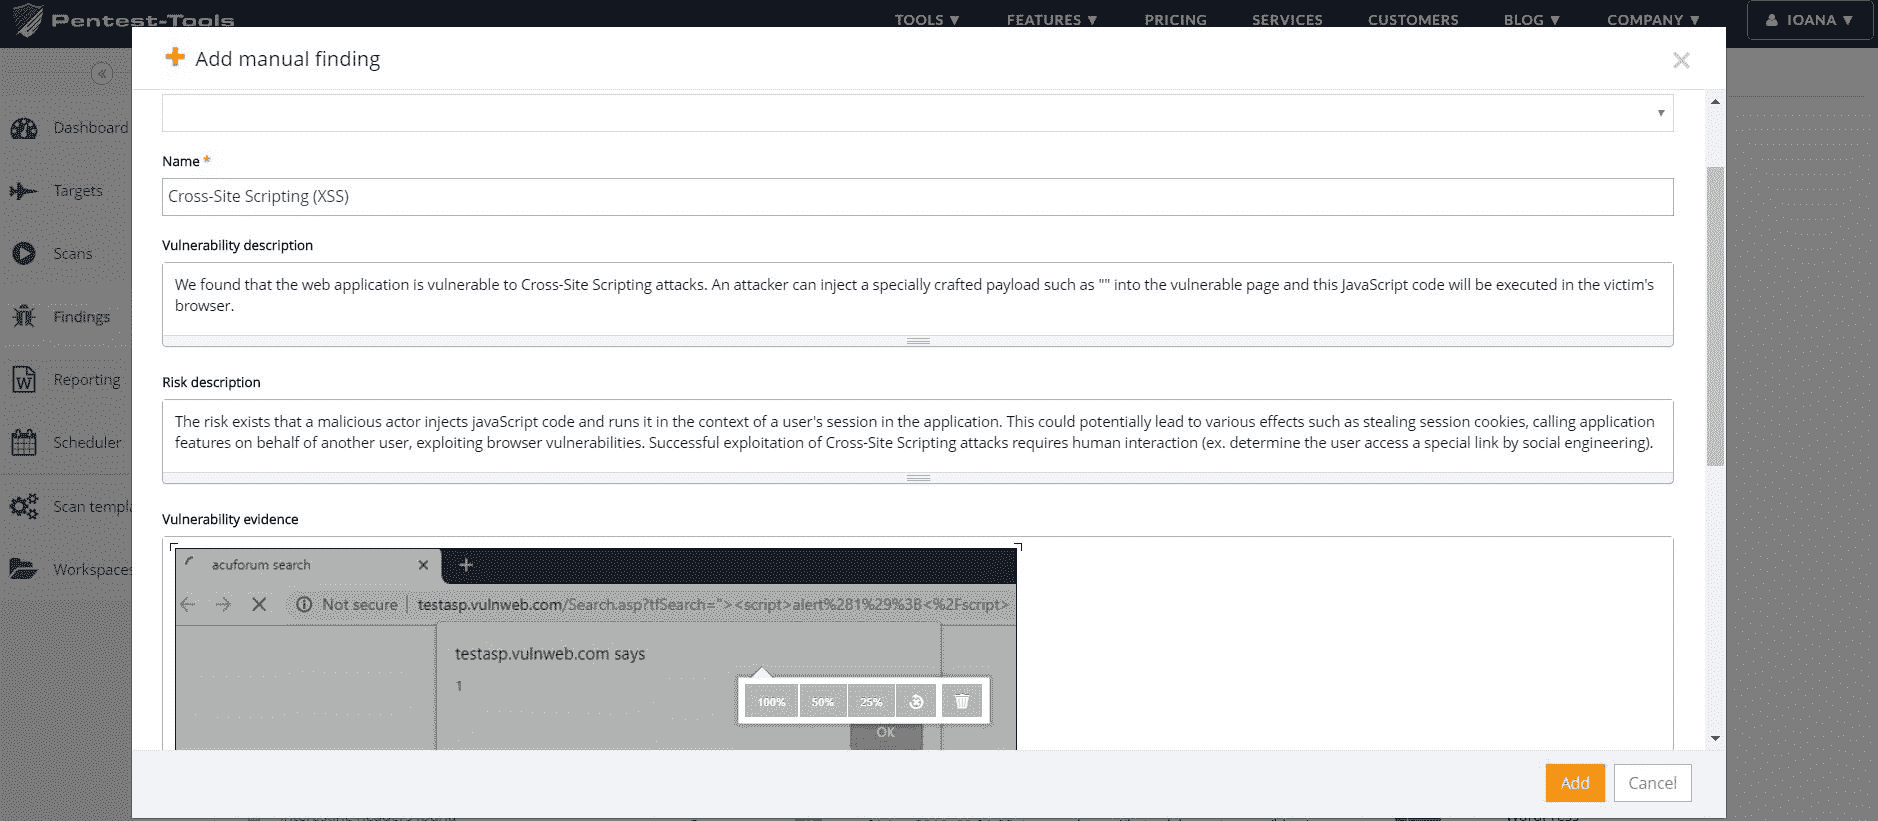 Pentest-Tools
TOOLS ▼ FEATURES ▼ PRICING SERVICES CUSTOMERS BLOG ▼ COMPANY ▼ IOANA ▼
Add manual finding
Dashboard
Targets
Scans
Findings
Reporting
Scheduler
Scan templa
Workspaces
Name *
Cross-Site Scripting (XSS)
Vulnerability description
We found that the web application is vulnerable to Cross-Site Scripting attacks. An attacker can inject a specially crafted payload such as "" into the vulnerable page and this JavaScript code will be executed in the victim's
browser.
Risk description
The risk exists that a malicious actor injects javaScript code and runs it in the context of a user's session in the application. This could potentially lead to various effects such as stealing session cookies, calling application
features on behalf of another user, exploiting browser vulnerabilities. Successful exploitation of Cross-Site Scripting attacks requires human interaction (ex. determine the user access a special link by social engineering).
Vulnerability evidence
acuforum search
Not secure | testasp.vulnweb.com/Search.asp?tfSearch="><script>alert%281%29%3B<%2Fscript>
testasp.vulnweb.com says
1
100% 50% 25%
OK
Add Cancel